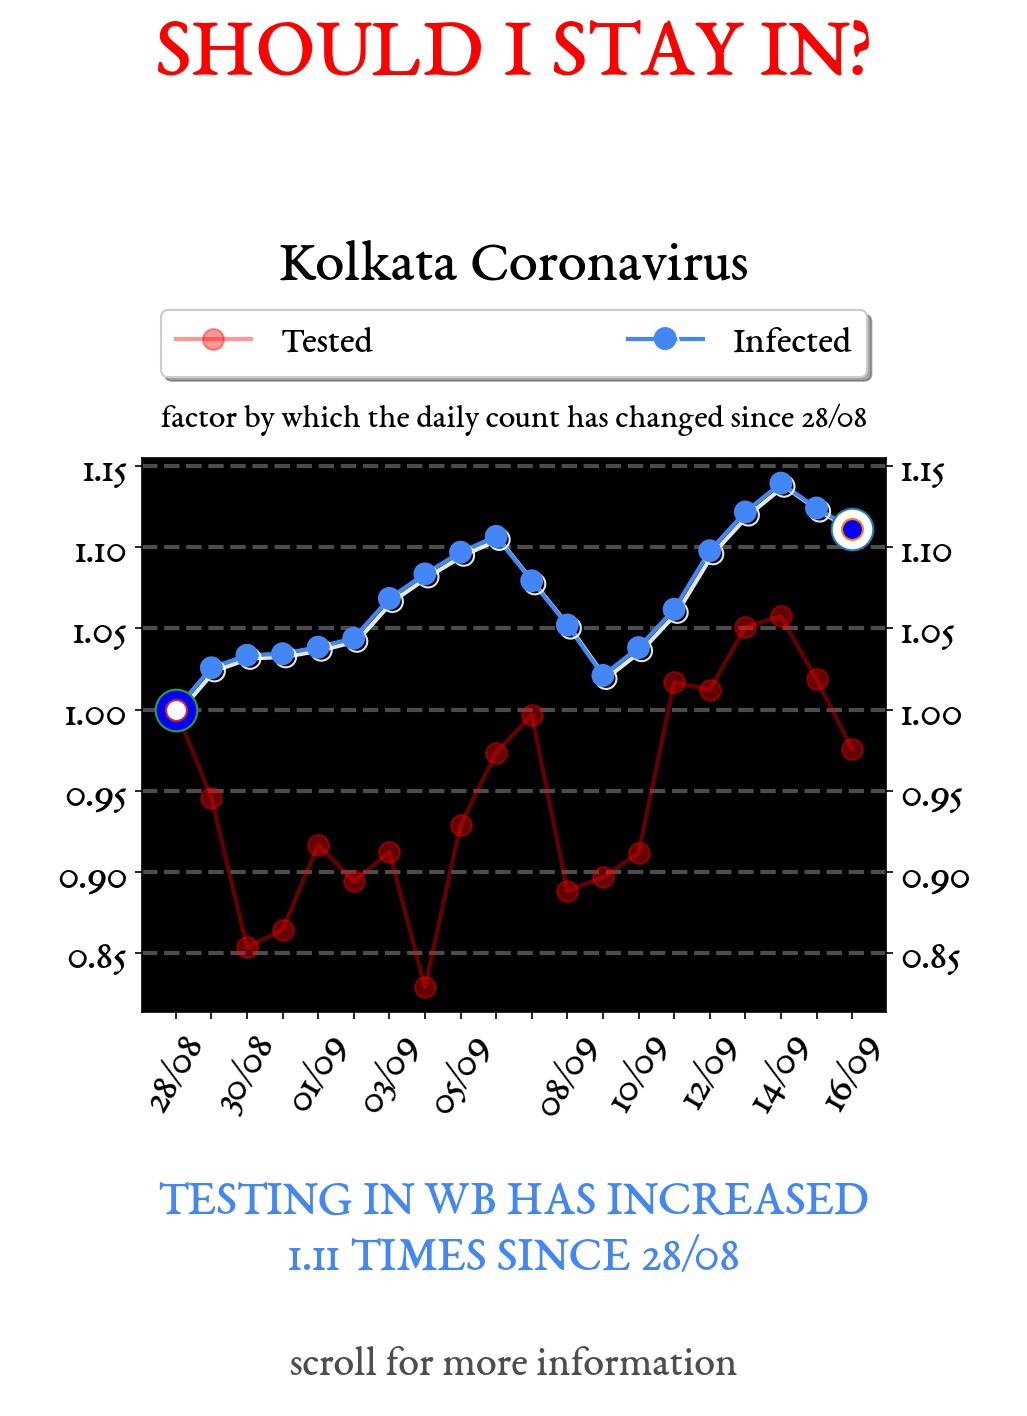 SHOULD I STAY IN?
Kolkata Coronavirus
Tested Infected
factor by which the daily count has changed since 28/08
1.15 1.15
1.10 1.10
1.05 1.05
1.00 1.00
0.95 0.95
0.90 0.90
0.85 0.85
28/08 30/08 01/09 03/09 05/09 08/09 10/09 12/09 14/09 16/09
TESTING IN WB HAS INCREASED
1.11 TIMES SINCE 28/08
scroll for more information